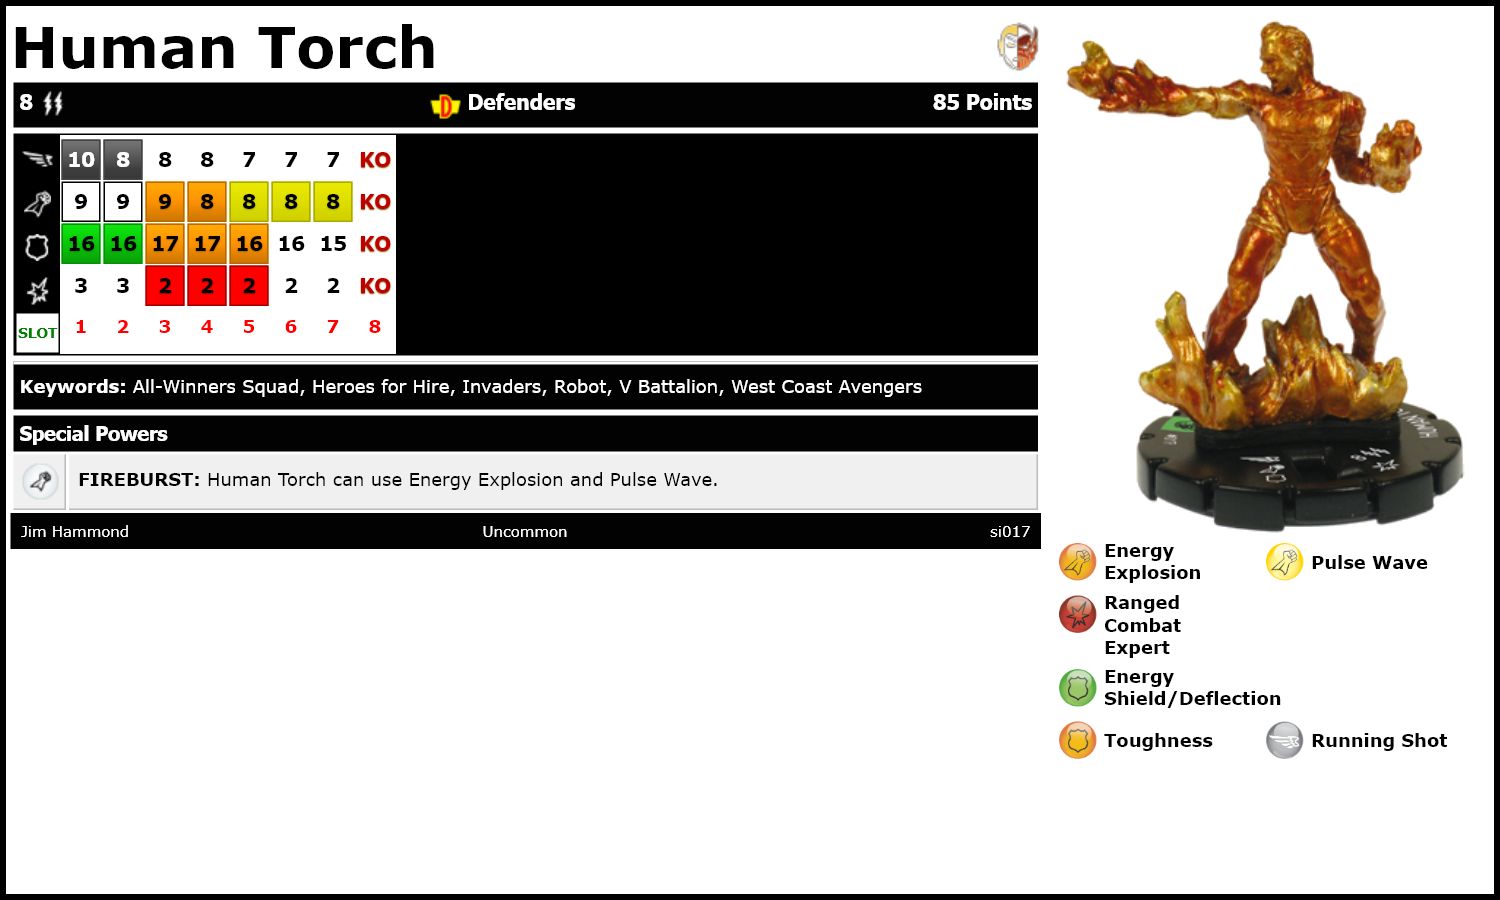 Human Torch
8 Defenders 85 Points
10 8 8 8 7 7 7 KO
9 9 9 8 8 8 8 KO
16 16 17 17 16 16 15 KO
3 3 2 2 2 2 2 KO
SLOT 1 2 3 4 5 6 7 8
Keywords: All-Winners Squad, Heroes for Hire, Invaders, Robot, V Battalion, West Coast Avengers
Special Powers
FIREBURST: Human Torch can use Energy Explosion and Pulse Wave.
Jim Hammond Uncommon si017
HUMAN TO
#017
8
Energy
Explosion
Pulse Wave
Ranged
Combat
Expert
Energy
Shield/Deflection
Toughness
Running Shot